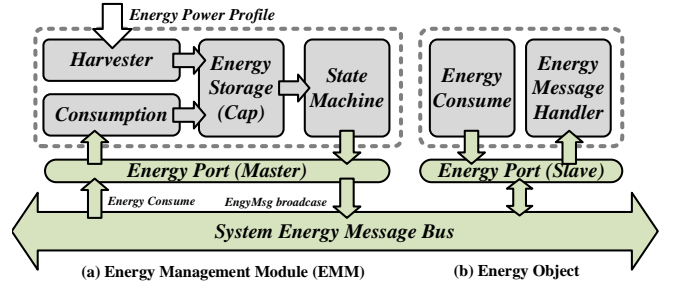 Energy Power Profile
Harvester
Consumption
Energy
Storage
(Cap)
State
Machine
Energy
Consume
Energy
Message
Handler
Energy Port (Master)
Energy Port (Slave)
Energy Consume
EngyMsg broadcase
System Energy Message Bus
(a) Energy Management Module (EMM)
(b) Energy Object